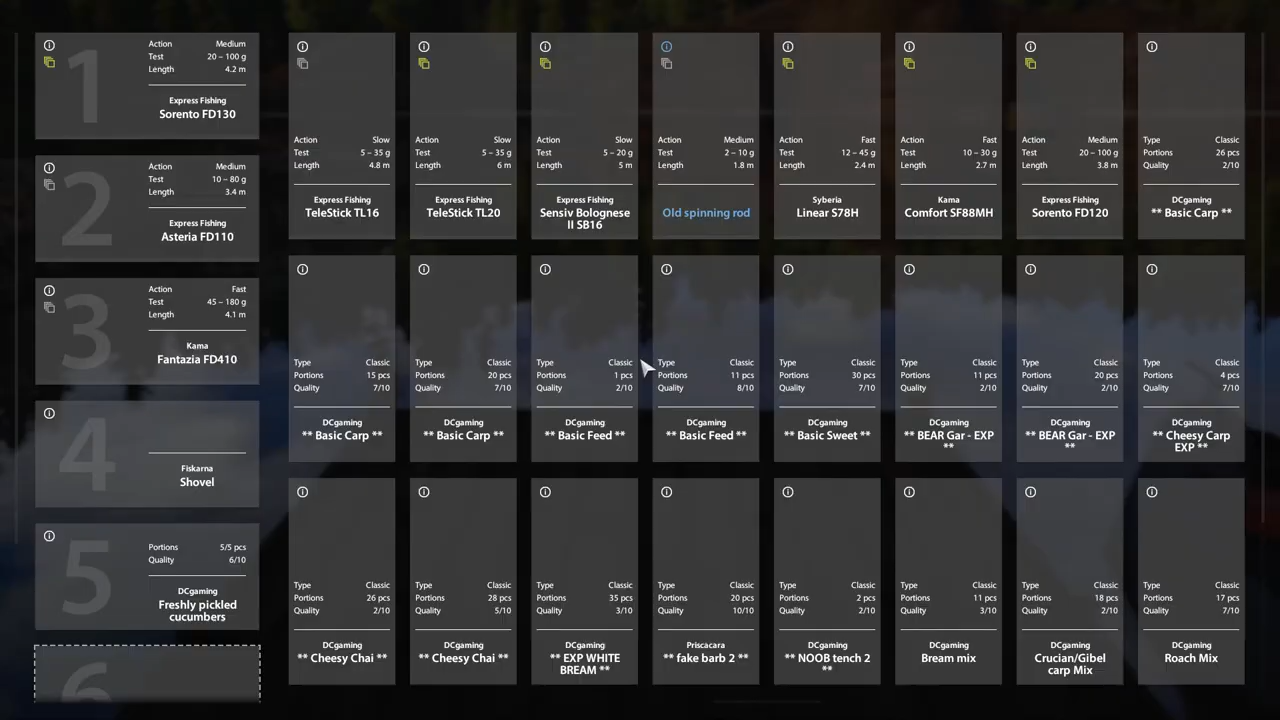 1
Action Medium
Test 20 – 100 g
Length 4.2 m
Express Fishing
Sorento FD130
2
Action Medium
Test 10 – 80 g
Length 3.4 m
Express Fishing
Asteria FD110
3
Action Fast
Test 45 – 180 g
Length 4.1 m
Kama
Fantazia FD410
4
Fiskarna
Shovel
5
Portions 5/5 pcs
Quality 6/10
DCgaming
Freshly pickled
cucumbers
6
Action Slow
Test 5 – 35 g
Length 4.8 m
Express Fishing
TeleStick TL16
Action Slow
Test 5 – 35 g
Length 6 m
Express Fishing
TeleStick TL20
Action Slow
Test 5 – 20 g
Length 5 m
Express Fishing
Sensiv Bolognese
II SB16
Action Medium
Test 2 – 10 g
Length 1.8 m
Old spinning rod
Action Fast
Test 12 – 45 g
Length 2.4 m
Syberia
Linear S78H
Action Fast
Test 10 – 30 g
Length 2.7 m
Kama
Comfort SF88MH
Action Medium
Test 20 – 100 g
Length 3.8 m
Express Fishing
Sorento FD120
Type Classic
Portions 26 pcs
Quality 2/10
DCgaming
** Basic Carp **
Type Classic
Portions 15 pcs
Quality 7/10
DCgaming
** Basic Carp **
Type Classic
Portions 20 pcs
Quality 7/10
DCgaming
** Basic Carp **
Type Classic
Portions 1 pcs
Quality 2/10
DCgaming
** Basic Feed **
Type Classic
Portions 11 pcs
Quality 8/10
DCgaming
** Basic Feed **
Type Classic
Portions 30 pcs
Quality 7/10
DCgaming
** Basic Sweet **
Type Classic
Portions 11 pcs
Quality 2/10
DCgaming
** BEAR Gar - EXP
**
Type Classic
Portions 20 pcs
Quality 2/10
DCgaming
** BEAR Gar - EXP
**
Type Classic
Portions 4 pcs
Quality 7/10
DCgaming
** Cheesy Carp
EXP **
Type Classic
Portions 26 pcs
Quality 2/10
DCgaming
** Cheesy Chai **
Type Classic
Portions 28 pcs
Quality 5/10
DCgaming
** Cheesy Chai **
Type Classic
Portions 35 pcs
Quality 3/10
DCgaming
** EXP WHITE
BREAM **
Type Classic
Portions 20 pcs
Quality 10/10
Priscacara
** fake barb 2 **
Type Classic
Portions 2 pcs
Quality 2/10
DCgaming
** NOOB tench 2
**
Type Classic
Portions 11 pcs
Quality 3/10
DCgaming
Bream mix
Type Classic
Portions 18 pcs
Quality 2/10
DCgaming
Crucian/Gibel
carp Mix
Type Classic
Portions 17 pcs
Quality 7/10
DCgaming
Roach Mix